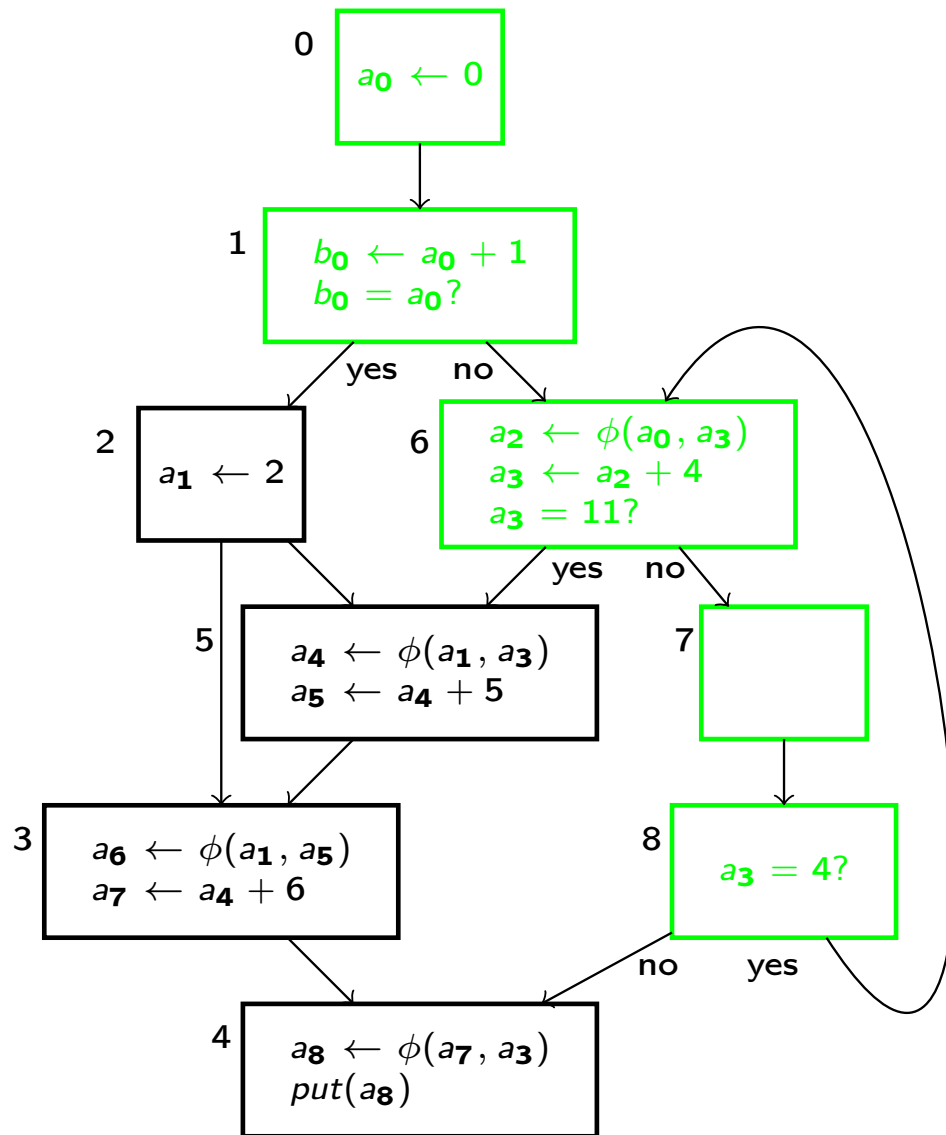 0
a₀ ← 0
1
b₀ ← a₀ + 1
b₀ = a₀?
yes no
2
a₁ ← 2
6
a₂ ← ϕ(a₀, a₃)
a₃ ← a₂ + 4
a₃ = 11?
yes no
5
a₄ ← ϕ(a₁, a₃)
a₅ ← a₄ + 5
7
3
a₆ ← ϕ(a₁, a₅)
a₇ ← a₄ + 6
8
a₃ = 4?
no yes
4
a₈ ← ϕ(a₇, a₃)
put(a₈)